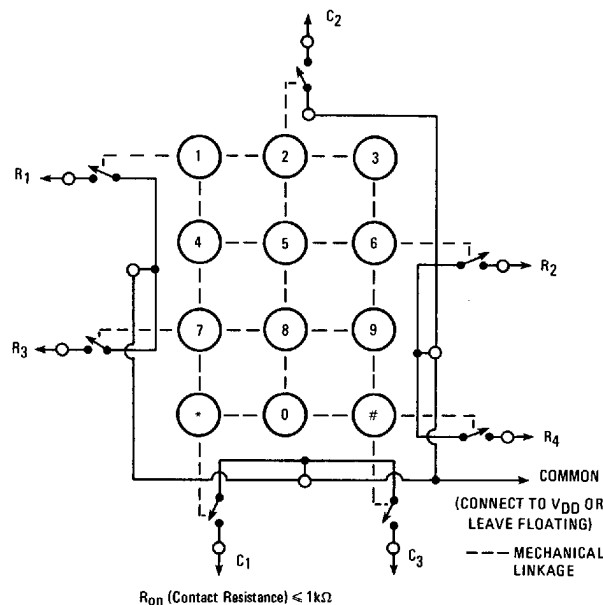 C2
1 2 3
R1
4 5 6
R2
7 8 9
R3
* 0 #
R4
COMMON
(CONNECT TO VDD OR
LEAVE FLOATING)
C1
C3
--- MECHANICAL
LINKAGE
Ron (Contact Resistance) ⩽ 1kΩ